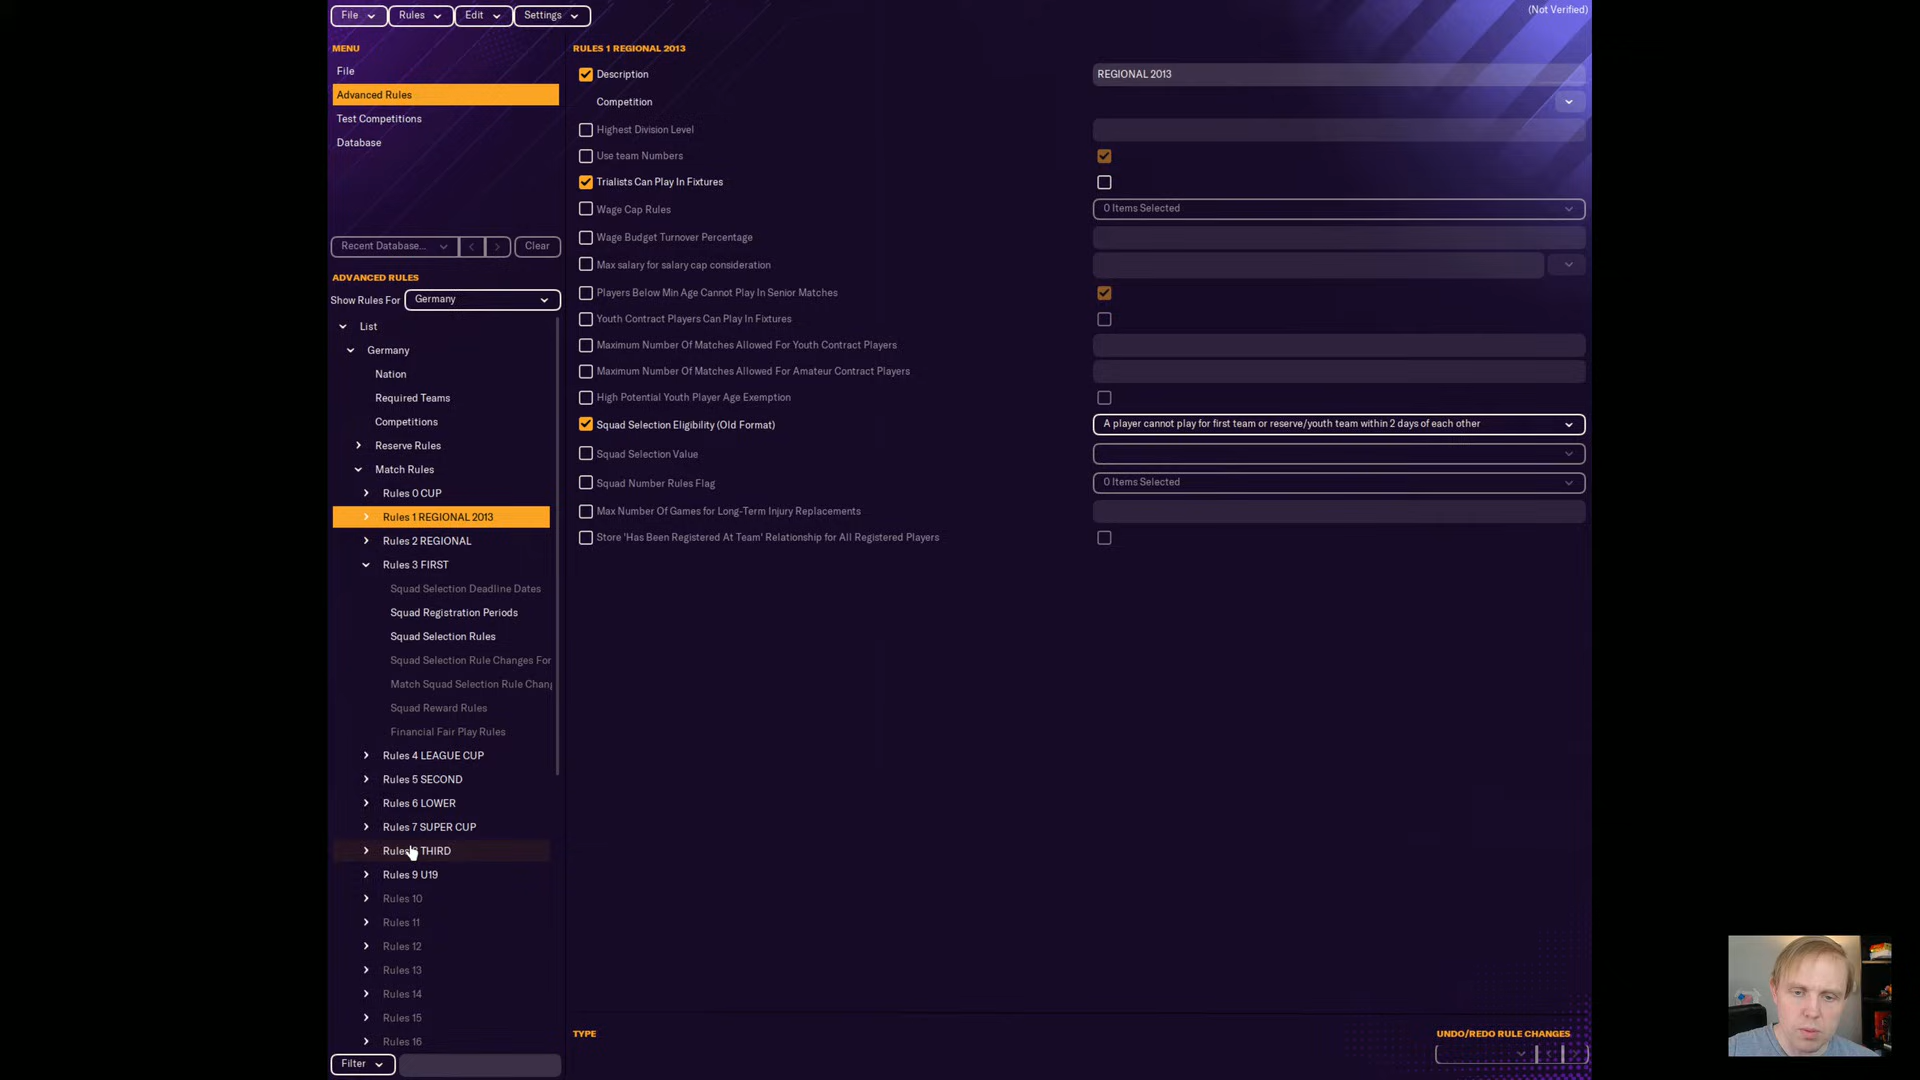 File
Rules
Edit
Settings
(Not Verified)
MENU
File
Advanced Rules
Test Competitions
Database
Recent Database...
Clear
ADVANCED RULES
Show Rules For
Germany
List
Germany
Nation
Required Teams
Competitions
Reserve Rules
Match Rules
Rules 0 CUP
Rules 1 REGIONAL 2013
Rules 2 REGIONAL
Rules 3 FIRST
Squad Selection Deadline Dates
Squad Registration Periods
Squad Selection Rules
Squad Selection Rule Changes For
Match Squad Selection Rule Chang
Squad Reward Rules
Financial Fair Play Rules
Rules 4 LEAGUE CUP
Rules 5 SECOND
Rules 6 LOWER
Rules 7 SUPER CUP
Rules 8 THIRD
Rules 9 U19
Rules 10
Rules 11
Rules 12
Rules 13
Rules 14
Rules 15
Rules 16
Filter
RULES 1 REGIONAL 2013
Description
REGIONAL 2013
Competition
Highest Division Level
Use team Numbers
Trialists Can Play In Fixtures
Wage Cap Rules
0 Items Selected
Wage Budget Turnover Percentage
Max salary for salary cap consideration
Players Below Min Age Cannot Play In Senior Matches
Youth Contract Players Can Play In Fixtures
Maximum Number Of Matches Allowed For Youth Contract Players
Maximum Number Of Matches Allowed For Amateur Contract Players
High Potential Youth Player Age Exemption
Squad Selection Eligibility (Old Format)
A player cannot play for first team or reserve/youth team within 2 days of each other
Squad Selection Value
Squad Number Rules Flag
0 Items Selected
Max Number Of Games for Long-Term Injury Replacements
Store 'Has Been Registered At Team' Relationship for All Registered Players
TYPE
UNDO/REDO RULE CHANGES